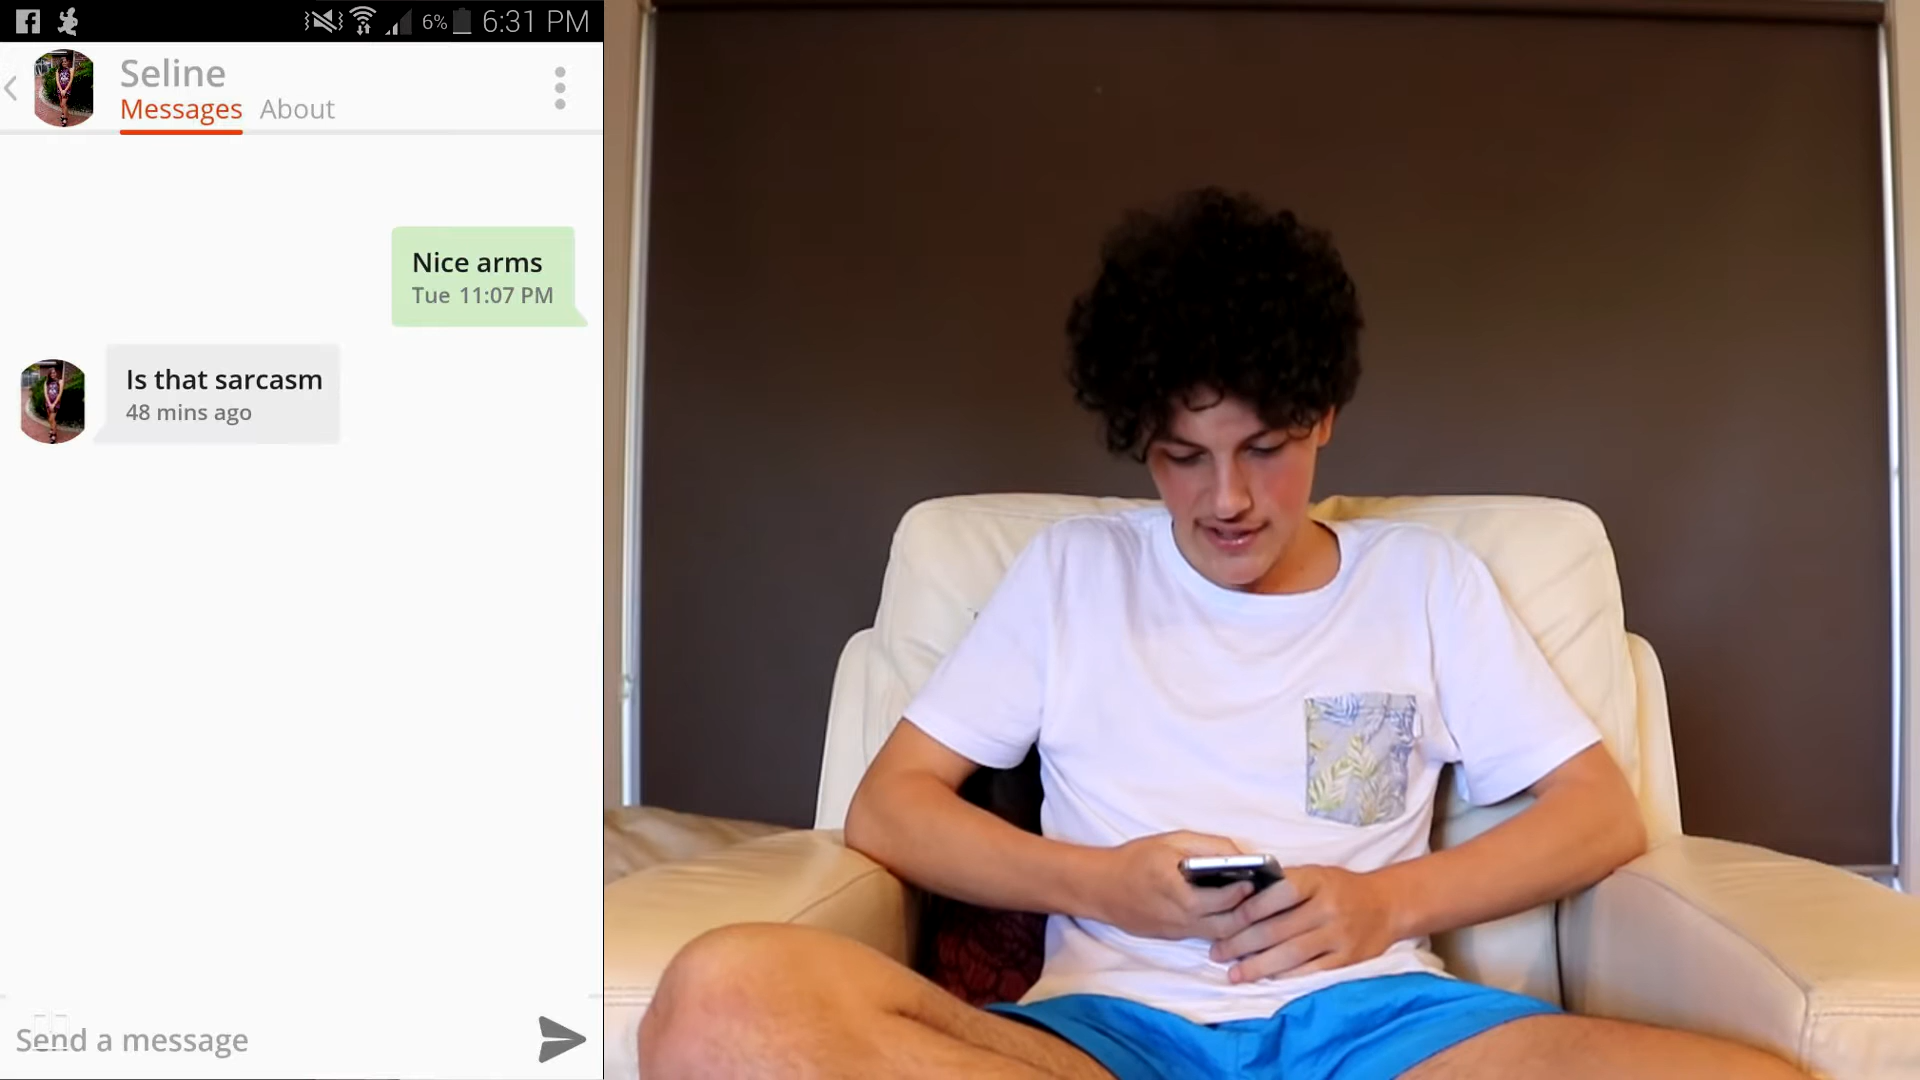 6% 6:31 PM
Seline
Messages About
Nice arms
Tue 11:07 PM
Is that sarcasm
48 mins ago
Send a message